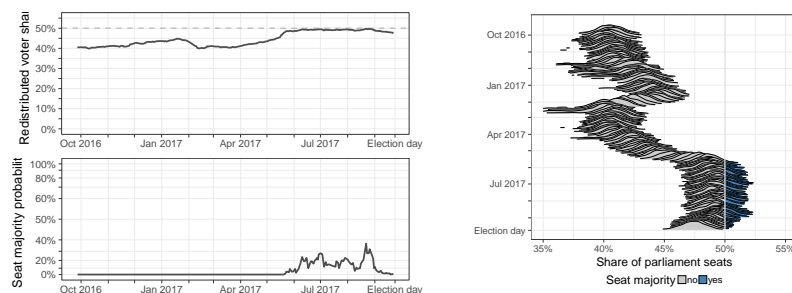 Redistributed voter shar
50%
40%
30%
20%
10%
0%
Oct 2016 Jan 2017 Apr 2017 Jul 2017 Election day
Seat majority probabilit
100%
80%
60%
40%
20%
0%
Oct 2016 Jan 2017 Apr 2017 Jul 2017 Election day
Oct 2016
Jan 2017
Apr 2017
Jul 2017
Election day
35% 40% 45% 50% 55%
Share of parliament seats
Seat majority no yes